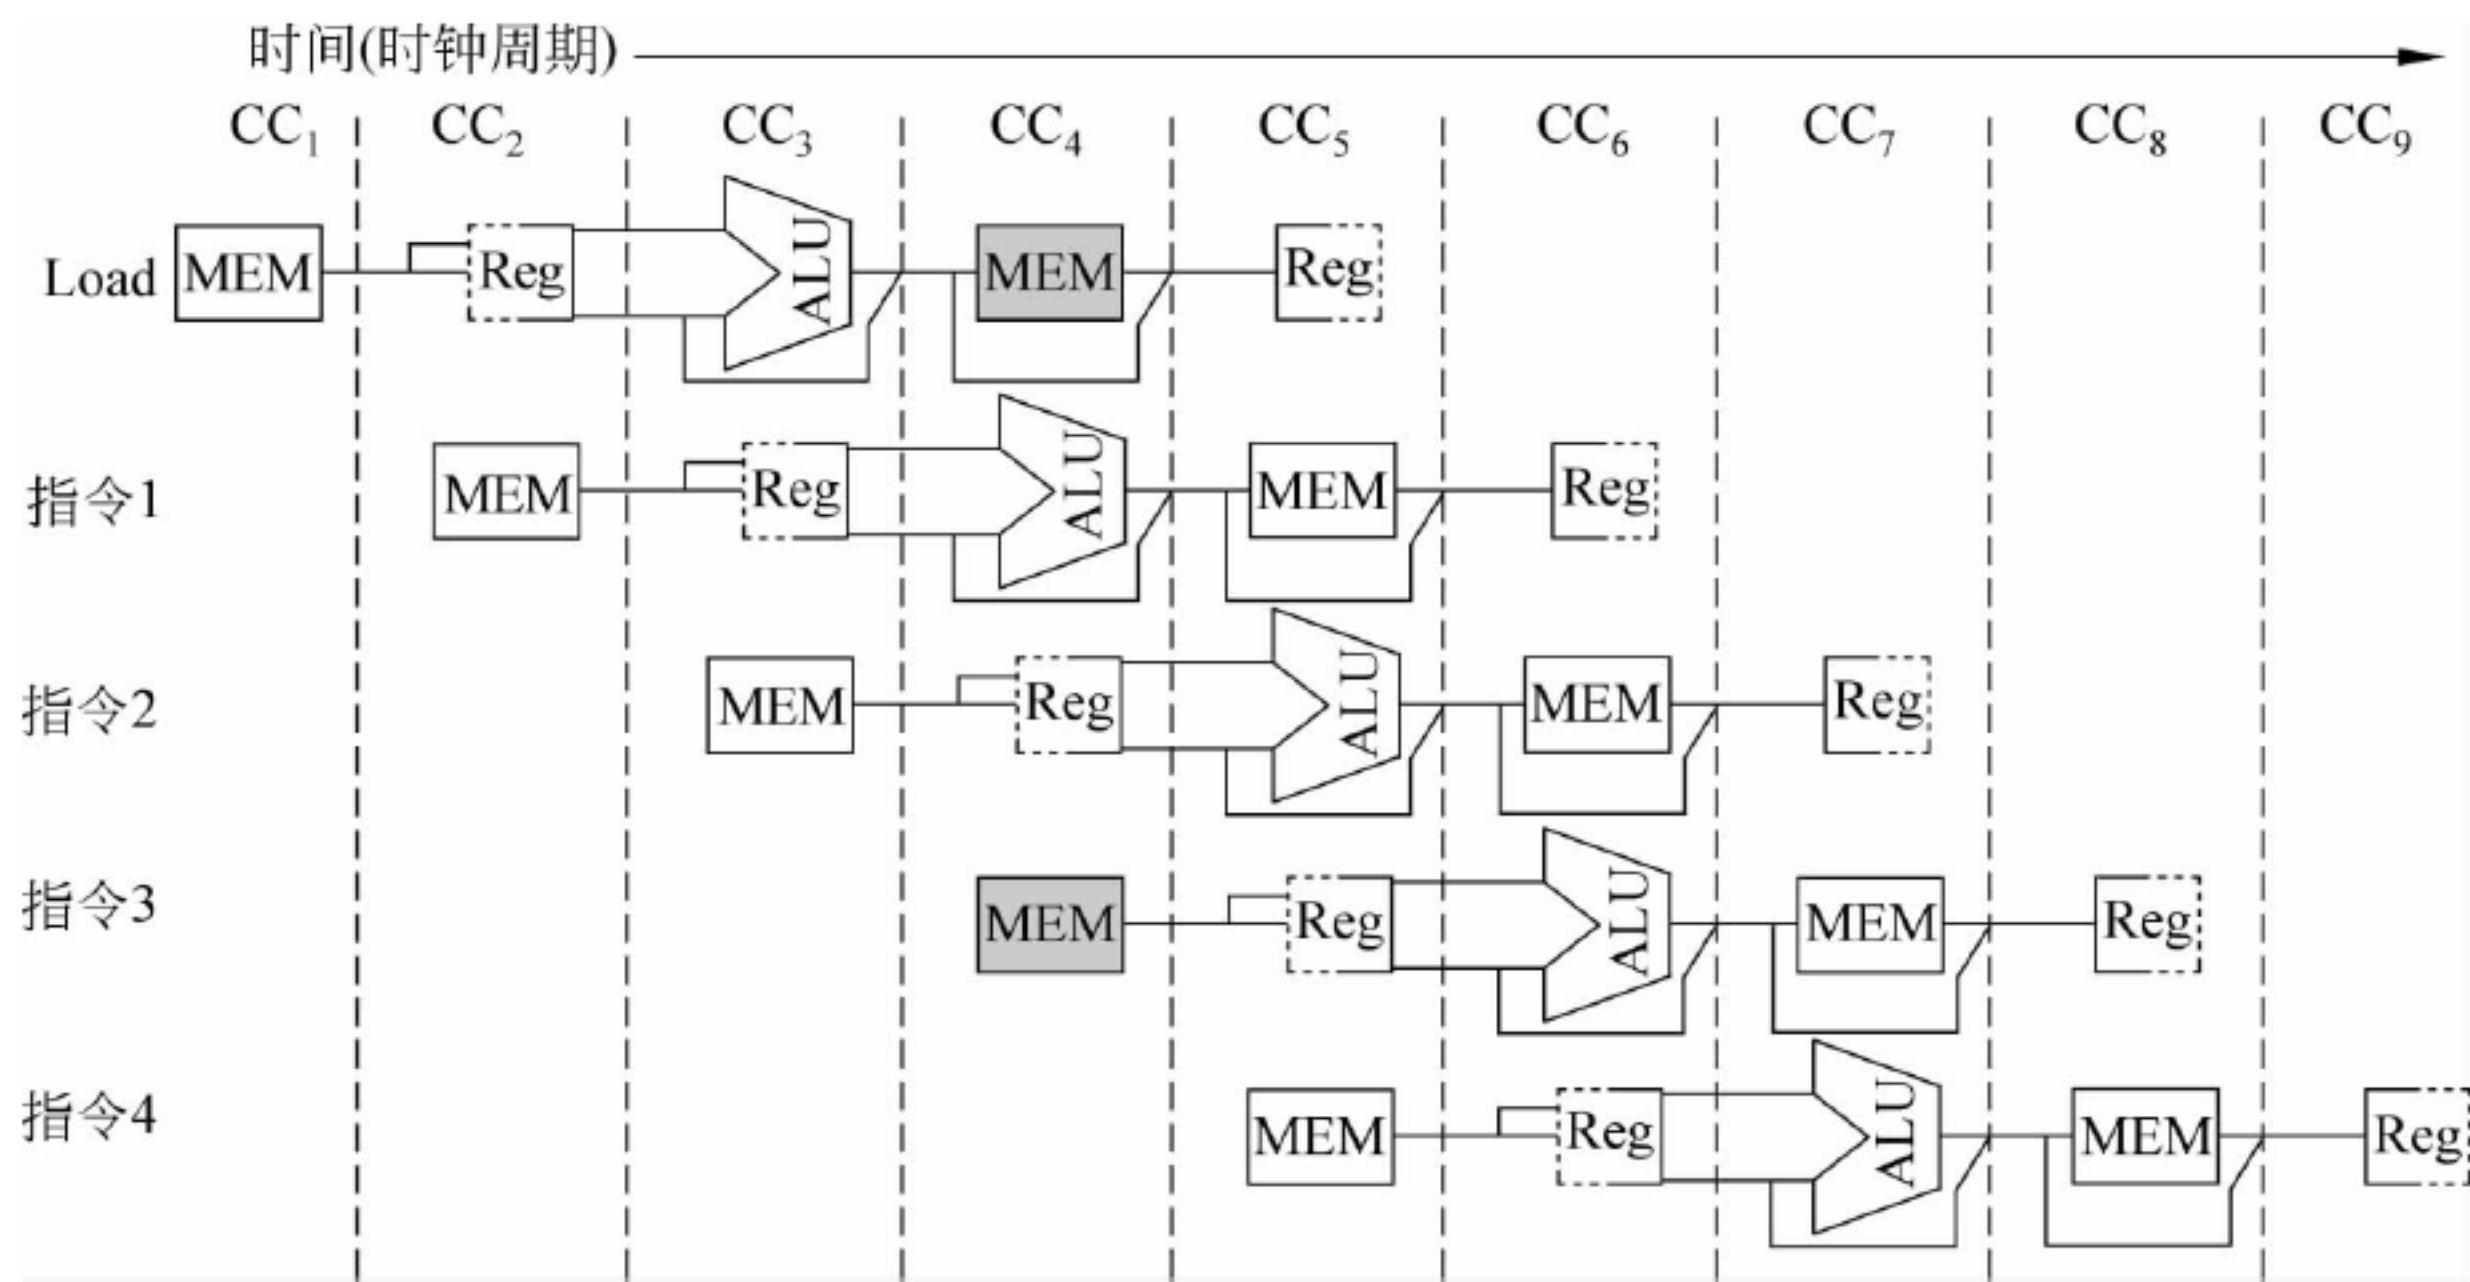 时间(时钟周期)
CC₁ CC₂ CC₃ CC₄ CC₅ CC₆ CC₇ CC₈ CC₉
Load MEM Reg ALU MEM Reg
指令1 MEM Reg ALU MEM Reg
指令2 MEM Reg ALU MEM Reg
指令3 MEM Reg ALU MEM Reg
指令4 MEM Reg ALU MEM Reg